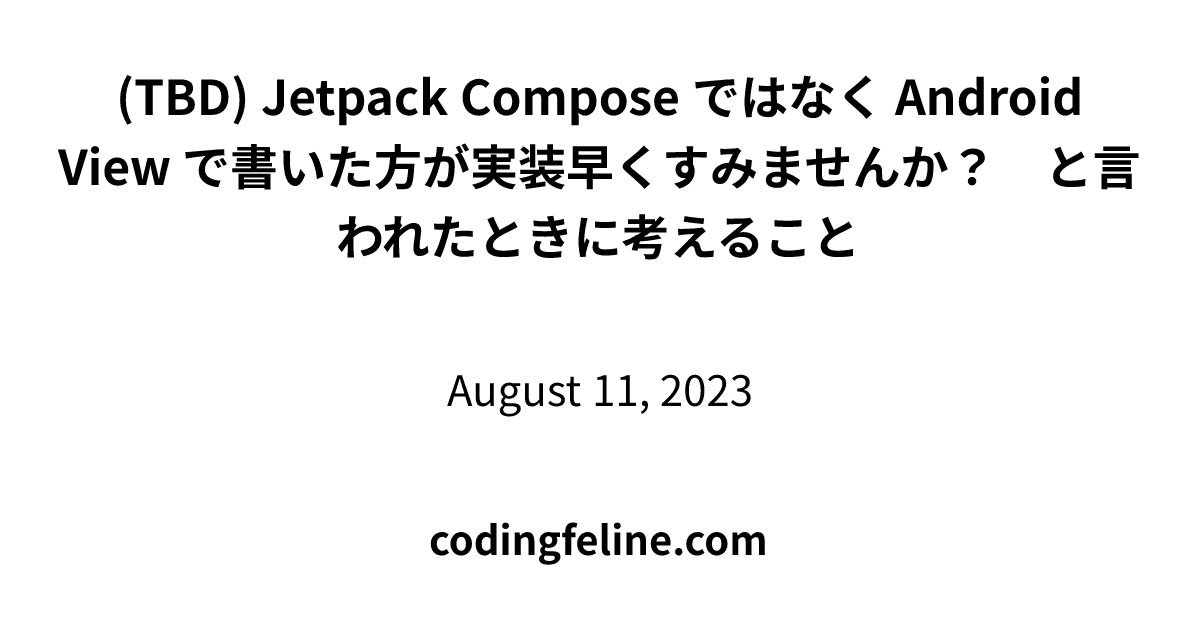 (TBD) Jetpack Compose ではなく Android
View で書いた方が実装早くすみませんか？　と言
われたときに考えること
August 11, 2023
codingfeline.com